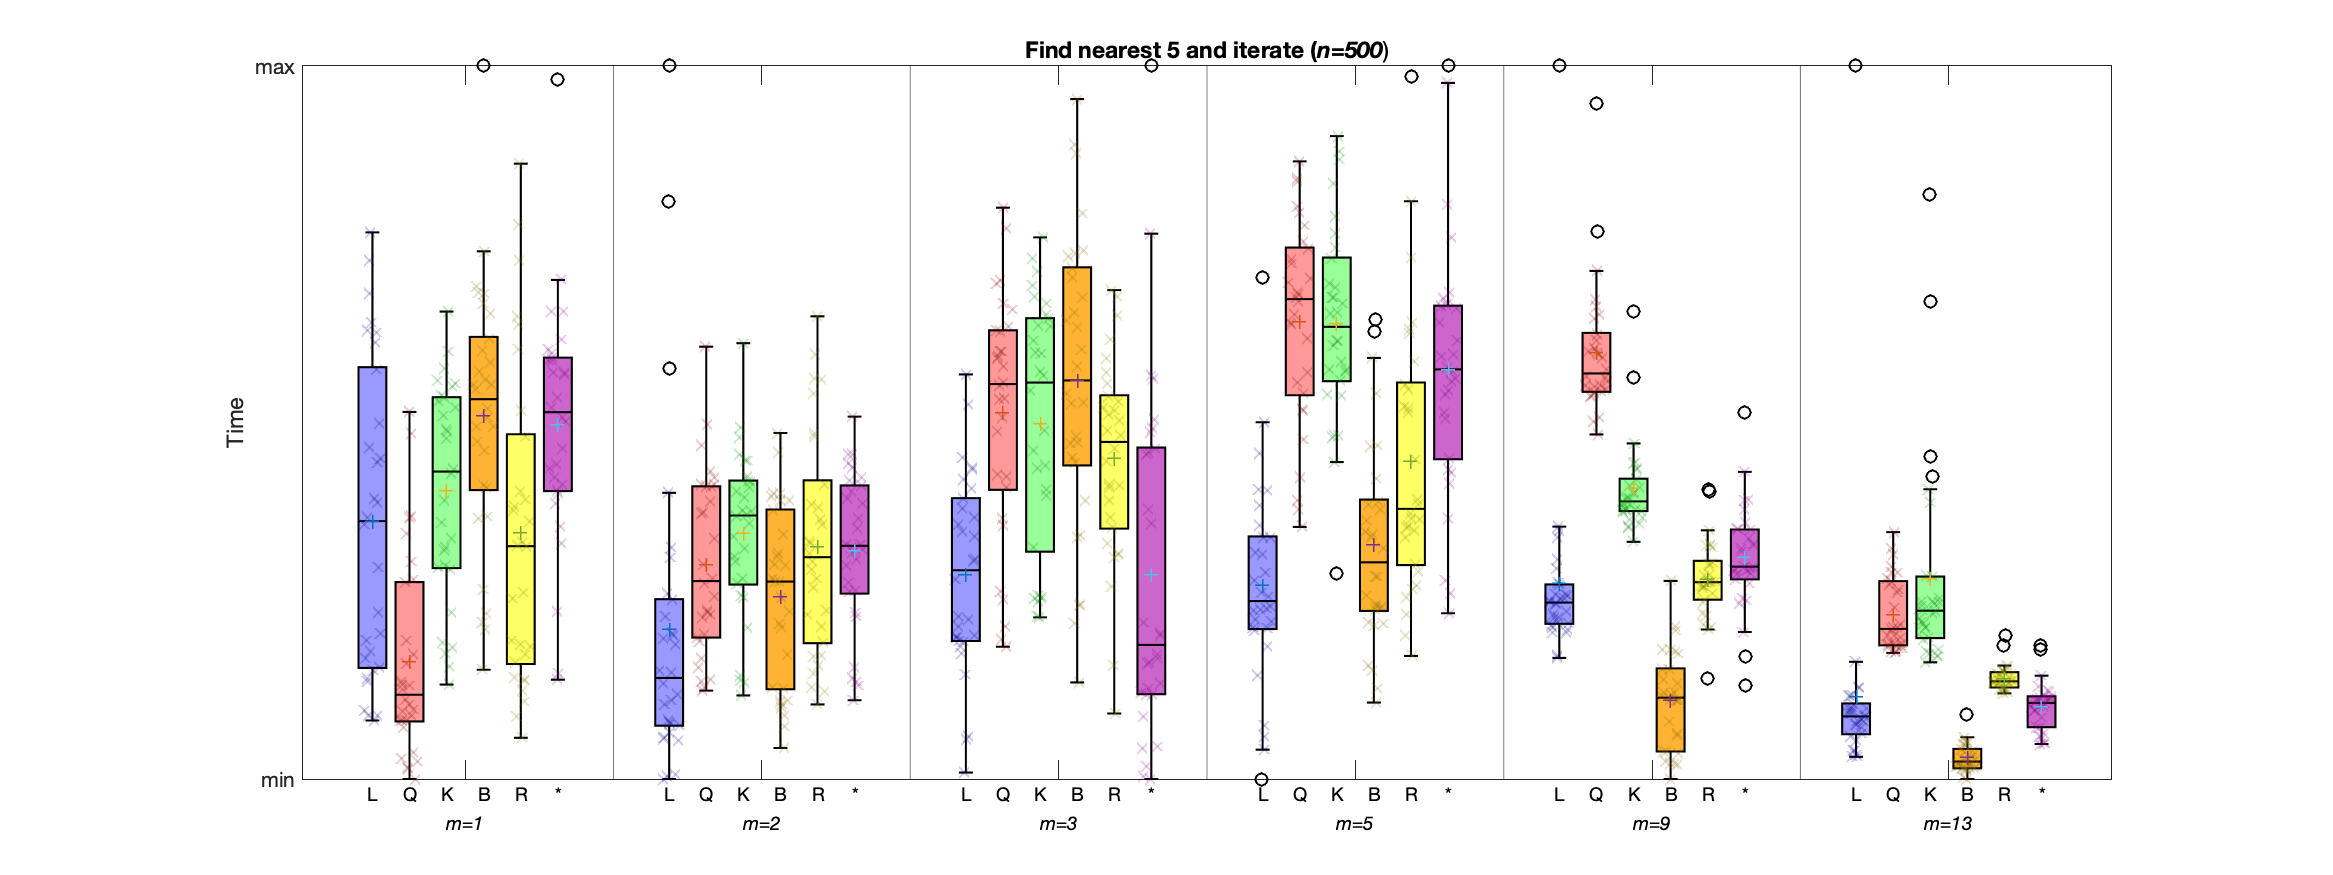 Find nearest 5 and iterate (n=500)
max
Time
min
L Q K B R * L Q K B R * L Q K B R * L Q K B R * L Q K B R * L Q K B R *
m=1 m=2 m=3 m=5 m=9 m=13